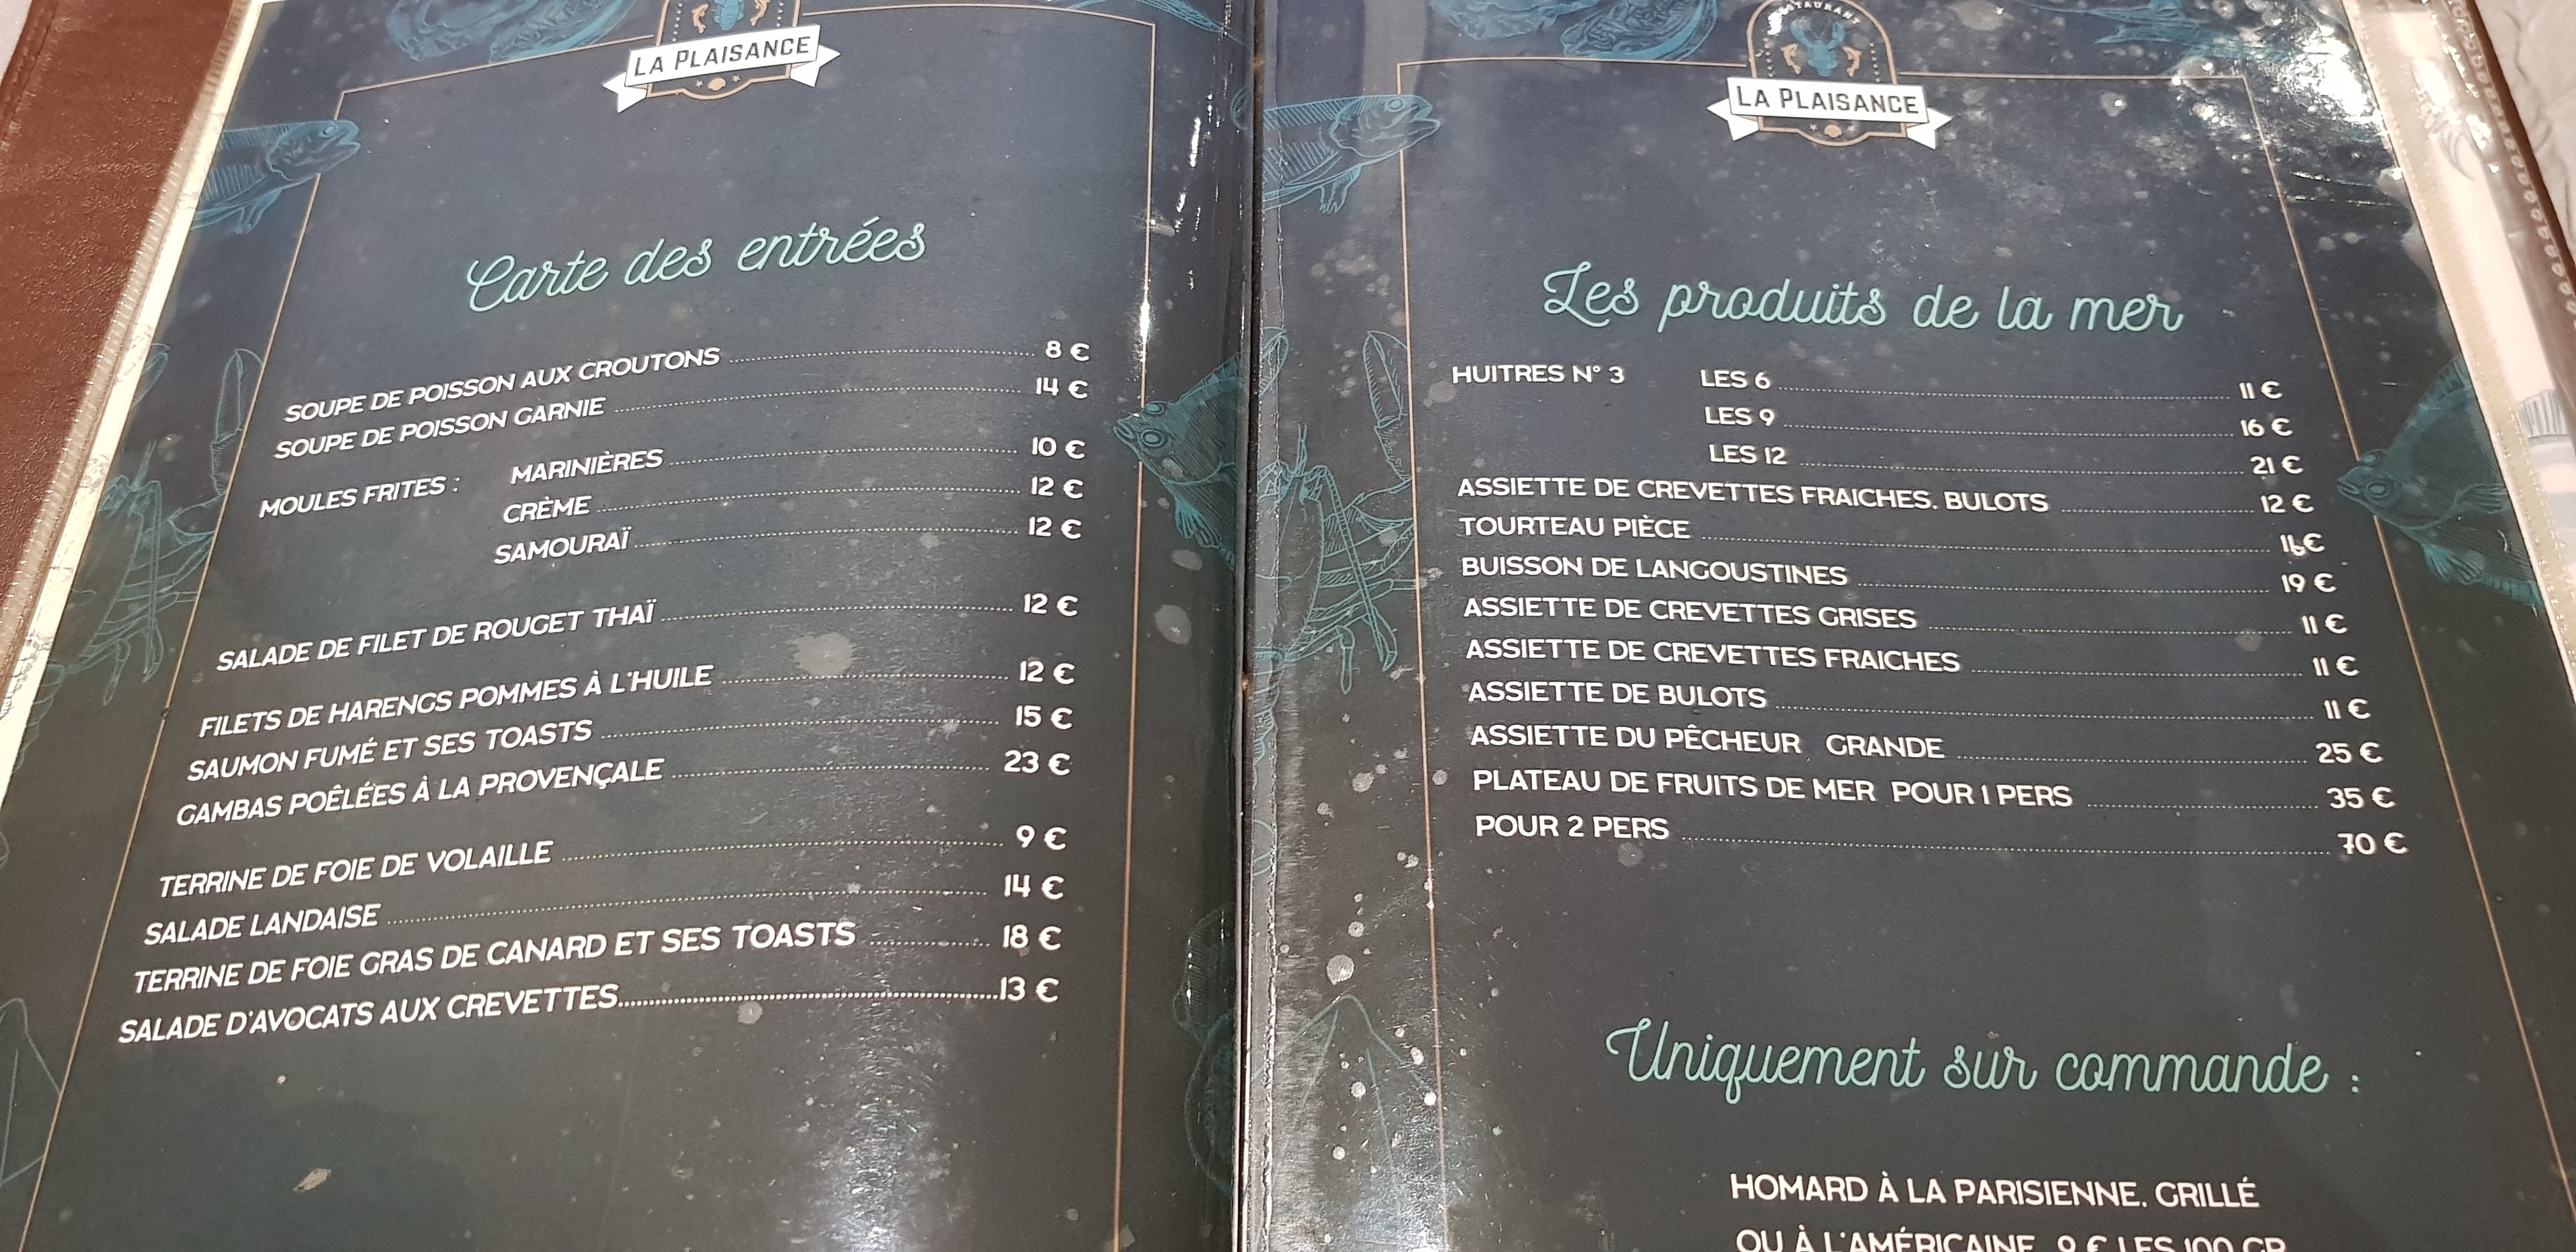 LA PLAISANCE
Carte des entrées
SOUPE DE POISSON AUX CROUTONS 8 €
SOUPE DE POISSON GARNIE 14 €
MOULES FRITES : MARINIÈRES 10 €
CRÈME 12 €
SAMOURAÏ 12 €
SALADE DE FILET DE ROUGET THAÏ 12 €
FILETS DE HARENGS POMMES À L'HUILE 12 €
SAUMON FUMÉ ET SES TOASTS 15 €
GAMBAS POÊLÉES À LA PROVENÇALE 23 €
TERRINE DE FOIE DE VOLAILLE 9 €
SALADE LANDAISE 14 €
TERRINE DE FOIE GRAS DE CANARD ET SES TOASTS 18 €
SALADE D'AVOCATS AUX CREVETTES 13 €
RESTAURANT
LA PLAISANCE
Les produits de la mer
HUITRES N° 3 LES 6 11 €
LES 9 16 €
LES 12 21 €
ASSIETTE DE CREVETTES FRAICHES, BULOTS 12 €
TOURTEAU PIÈCE 16€
BUISSON DE LANGOUSTINES 19 €
ASSIETTE DE CREVETTES GRISES 11 €
ASSIETTE DE CREVETTES FRAICHES 11 €
ASSIETTE DE BULOTS 11 €
ASSIETTE DU PÊCHEUR GRANDE 25 €
PLATEAU DE FRUITS DE MER POUR 1 PERS 35 €
POUR 2 PERS 70 €
Uniquement sur commande :
HOMARD À LA PARISIENNE, GRILLÉ
OU À L'AMÉRICAINE 9 € LES 100 GR